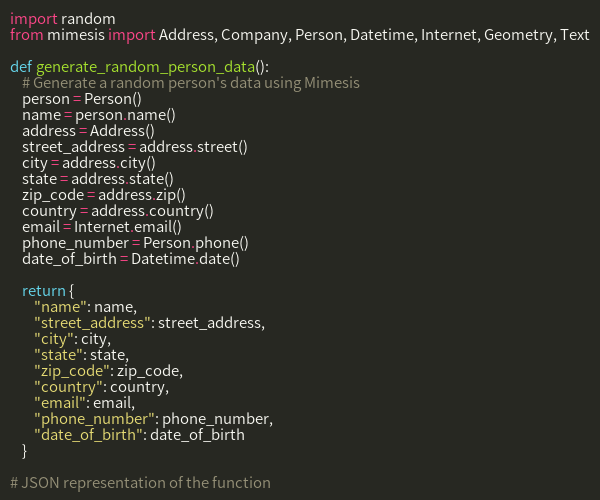 import random
from mimesis import Address, Company, Person, Datetime, Internet, Geometry, Text
def generate_random_person_data():
# Generate a random person's data using Mimesis
person = Person()
name = person.name()
address = Address()
street_address = address.street()
city = address.city()
state = address.state()
zip_code = address.zip()
country = address.country()
email = Internet.email()
phone_number = Person.phone()
date_of_birth = Datetime.date()
return {
"name": name,
"street_address": street_address,
"city": city,
"state": state,
"zip_code": zip_code,
"country": country,
"email": email,
"phone_number": phone_number,
"date_of_birth": date_of_birth
}
# JSON representation of the function